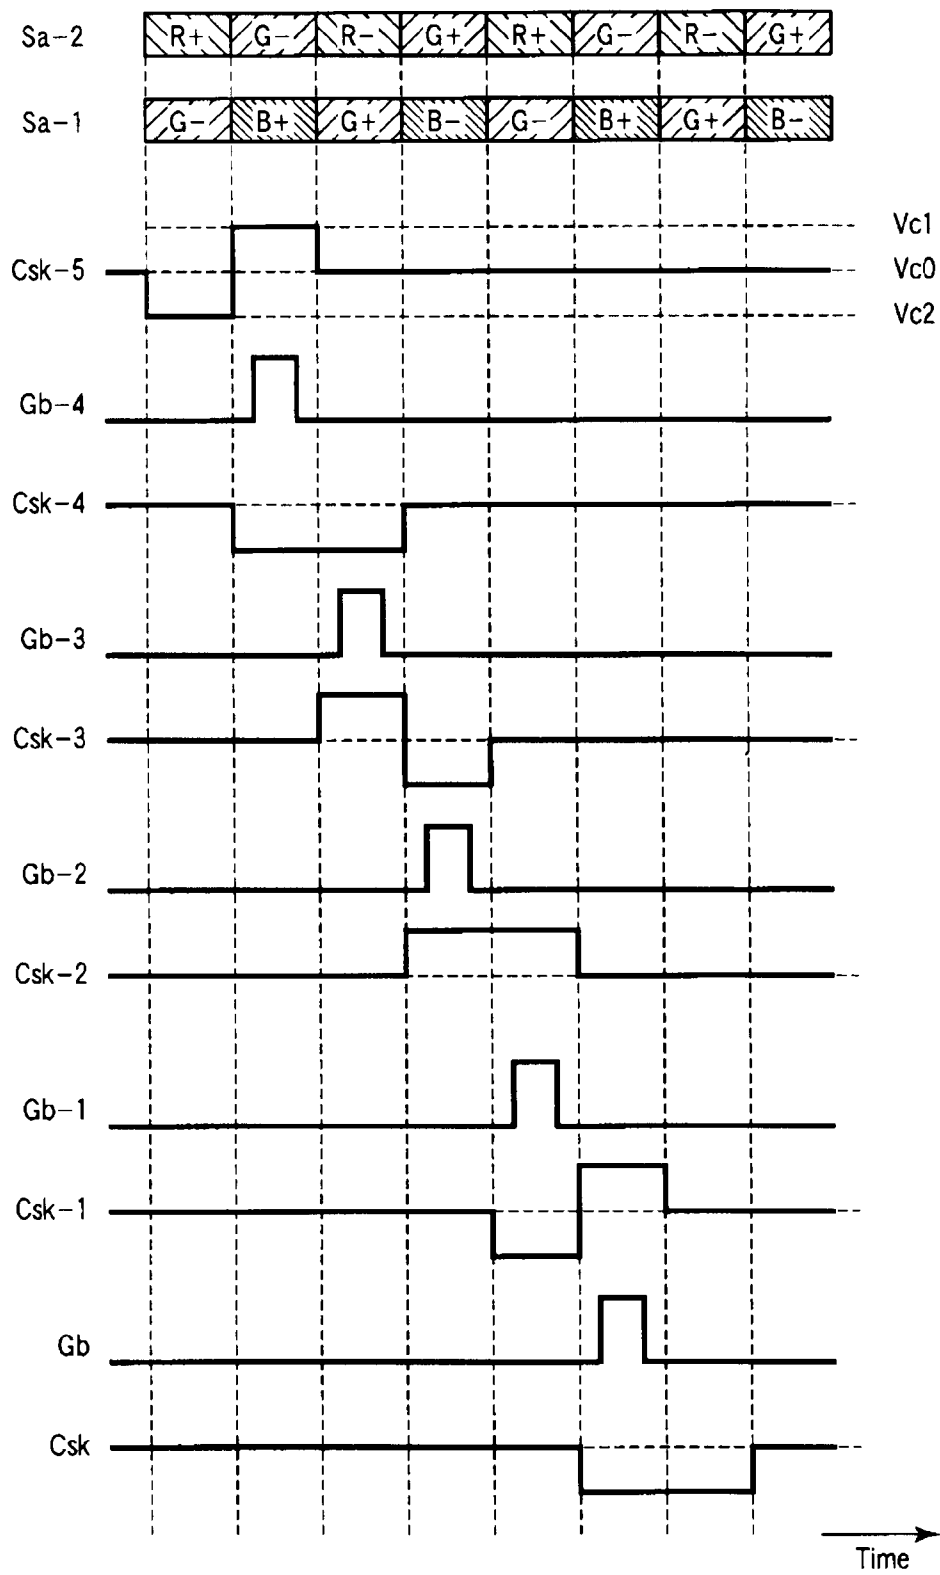 Sa-2 R+ G- R- G+ R+ G- R- G+
Sa-1 G- B+ G+ B- G- B+ G+ B-
Vc1
Csk-5 Vc0
Vc2
Gb-4
Csk-4
Gb-3
Csk-3
Gb-2
Csk-2
Gb-1
Csk-1
Gb
Csk
Time